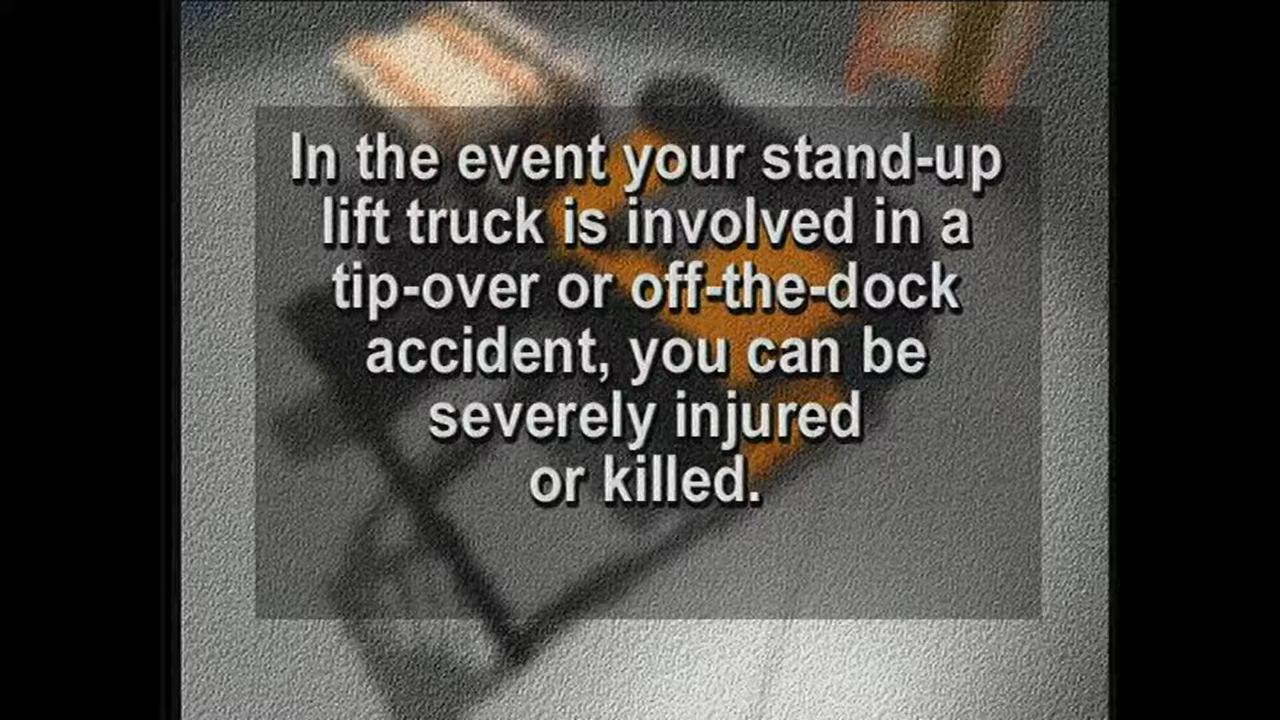 In the event your stand-up
lift truck is involved in a
tip-over or off-the-dock
accident, you can be
severely injured
or killed.